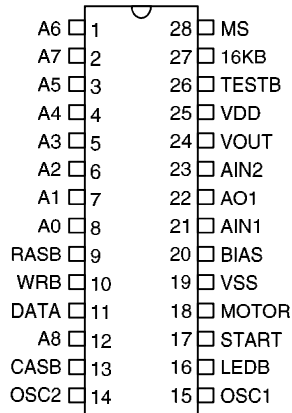 A6 1 28 MS
A7 2 27 16KB
A5 3 26 TESTB
A4 4 25 VDD
A3 5 24 VOUT
A2 6 23 AIN2
A1 7 22 AO1
A0 8 21 AIN1
RASB 9 20 BIAS
WRB 10 19 VSS
DATA 11 18 MOTOR
A8 12 17 START
CASB 13 16 LEDB
OSC2 14 15 OSC1